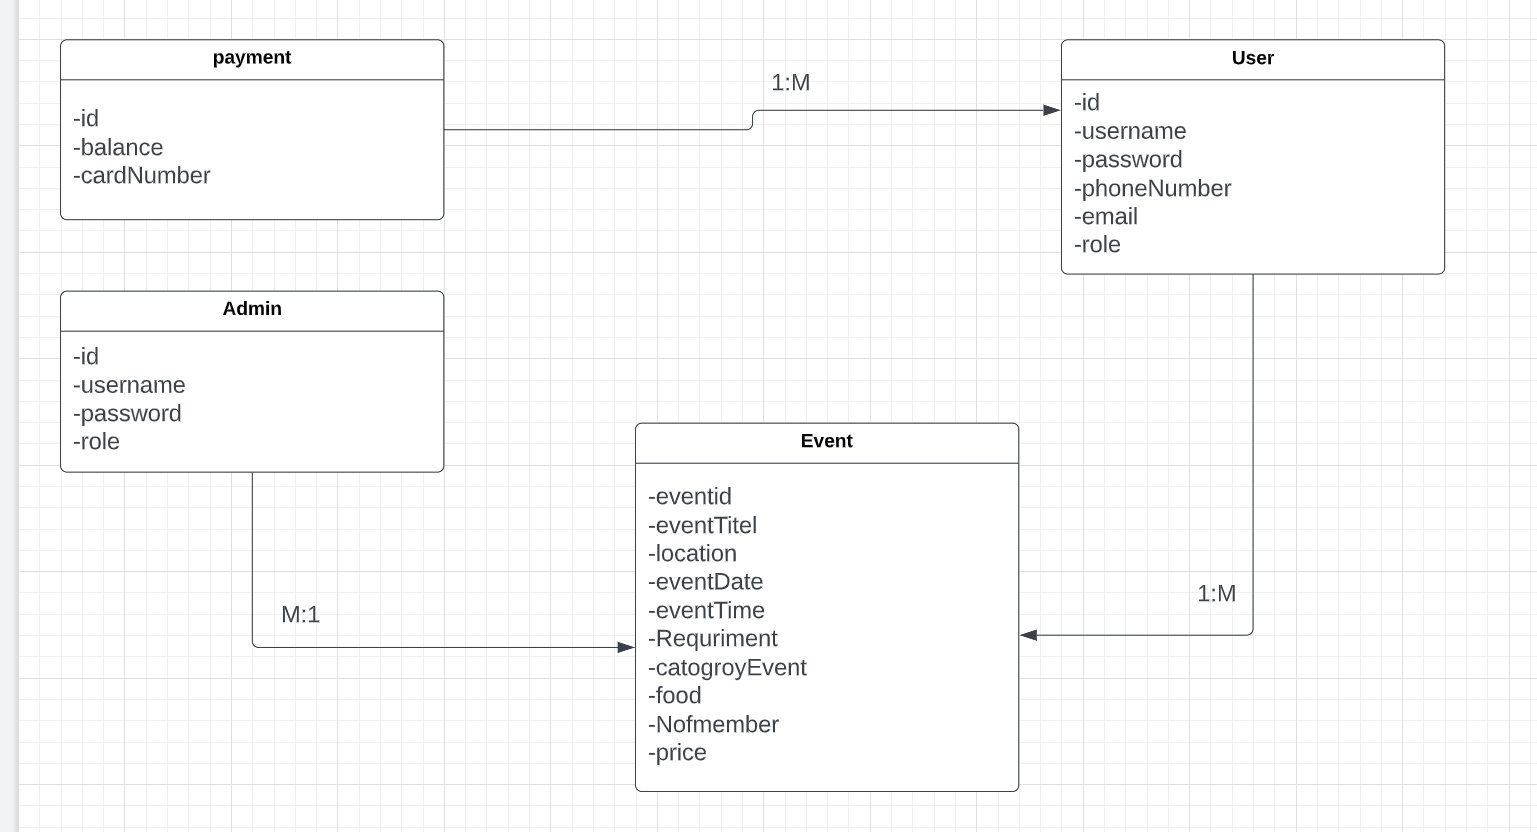 payment
-id
-balance
-cardNumber
1:M
User
-id
-username
-password
-phoneNumber
-email
-role
Admin
-id
-username
-password
-role
M:1
Event
-eventid
-eventTitel
-location
-eventDate
-eventTime
-Requriment
-catogroyEvent
-food
-Nofmember
-price
1:M